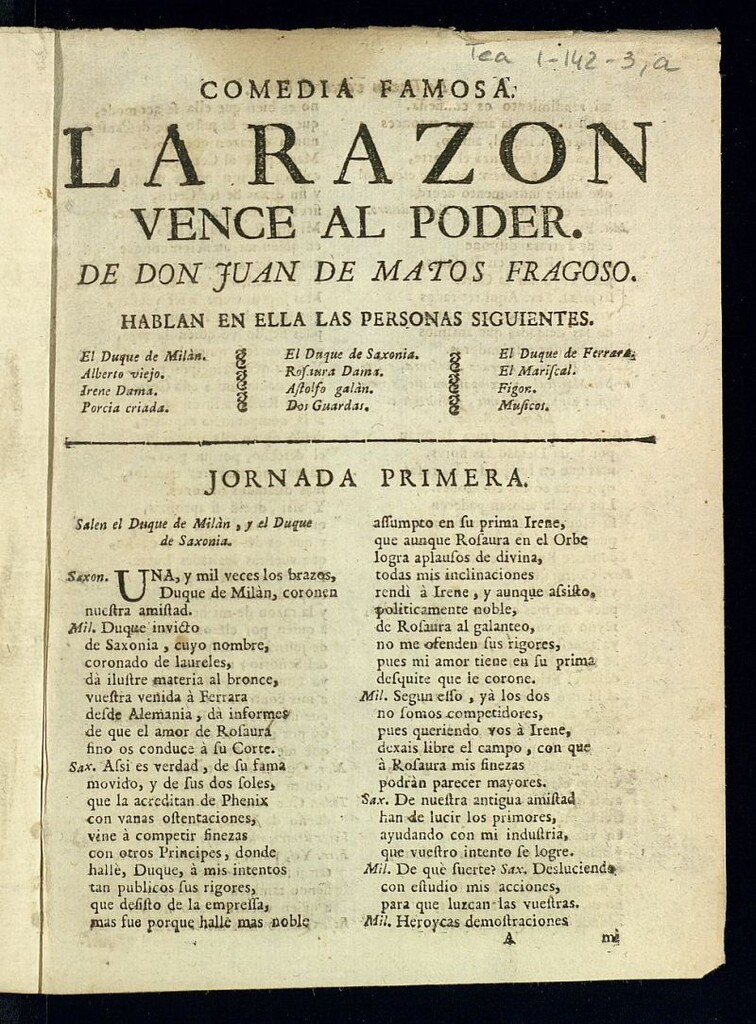 Tea 1-142-3, a
COMEDIA FAMOSA.
LA RAZON
VENCE AL PODER.
DE DON JUAN DE MATOS FRAGOSO.
HABLAN EN ELLA LAS PERSONAS SIGUIENTES.
El Duque de Milàn.
Alberto viejo.
Irene Dama.
Porcia criada.
El Duque de Saxonia.
Roſaura Dama.
Aſtolfo galàn.
Dos Guardas.
El Duque de Ferrara.
El Mariſcal.
Figon.
Muſicos.
JORNADA PRIMERA.
Salen el Duque de Milàn, y el Duque
de Saxonia.
Saxon. UNA, y mil veces los brazos,
Duque de Milàn, coronen
nueſtra amiſtad.
Mil. Duque invicto
de Saxonia, cuyo nombre,
coronado de laureles,
dà iluſtre materia al bronce,
vueſtra venida à Ferrara
deſde Alemania, dà informes
de que el amor de Roſaura
fino os conduce à ſu Corte.
Sax. Aſsi es verdad, de ſu fama
movido, y de ſus dos ſoles,
que la acreditan de Phenix
con vanas oſtentaciones,
vine à competir finezas
con otros Principes, donde
hallè, Duque, à mis intentos
tan publicos ſus rigores,
que deſiſto de la empreſſa,
mas fue porque hallè mas noble
aſſumpto en ſu prima Irene,
que aunque Roſaura en el Orbe
logra aplauſos de divina,
todas mis inclinaciones
rendì à Irene, y aunque aſsiſto,
politicamente noble,
de Roſaura al galanteo,
no me ofenden ſus rigores,
pues mi amor tiene en ſu prima
deſquite que le corone.
Mil. Segun eſſo, yà los dos
no ſomos competidores,
pues queriendo vos à Irene,
dexais libre el campo, con que
à Roſaura mis finezas
podràn parecer mayores.
Sax. De nueſtra antigua amiſtad
han de lucir los primores,
ayudando con mi induſtria,
que vueſtro intento ſe logre.
Mil. De què ſuerte? Sax. Desluciendo
con eſtudio mis acciones,
para que luzcan las vueſtras.
Mil. Heroycas demoſtraciones
A mè